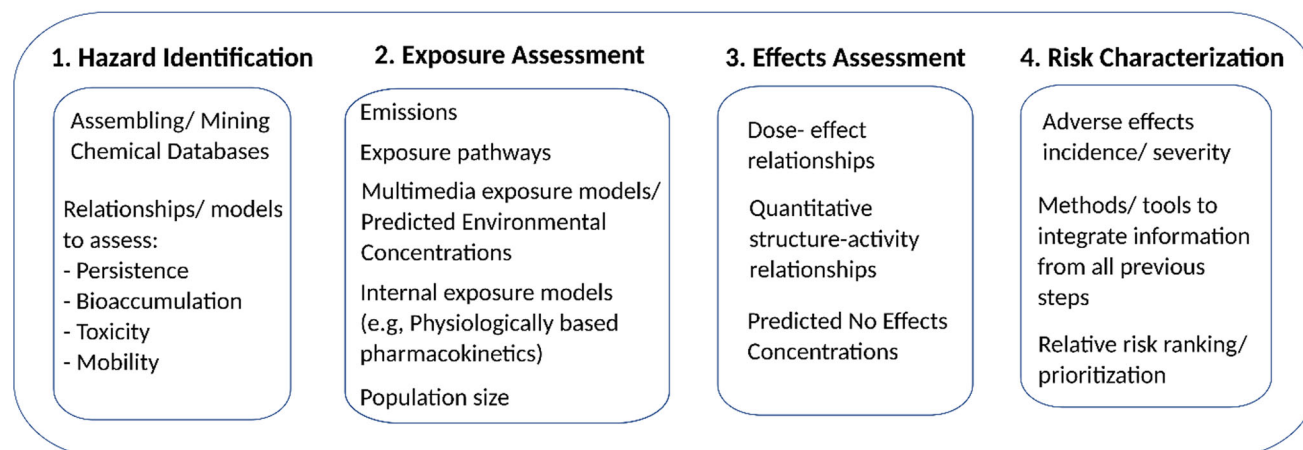 1. Hazard Identification
Assembling/ Mining
Chemical Databases
Relationships/ models
to assess:
- Persistence
- Bioaccumulation
- Toxicity
- Mobility
2. Exposure Assessment
Emissions
Exposure pathways
Multimedia exposure models/
Predicted Environmental
Concentrations
Internal exposure models
(e.g, Physiologically based
pharmacokinetics)
Population size
3. Effects Assessment
Dose- effect
relationships
Quantitative
structure-activity
relationships
Predicted No Effects
Concentrations
4. Risk Characterization
Adverse effects
incidence/ severity
Methods/ tools to
integrate information
from all previous
steps
Relative risk ranking/
prioritization